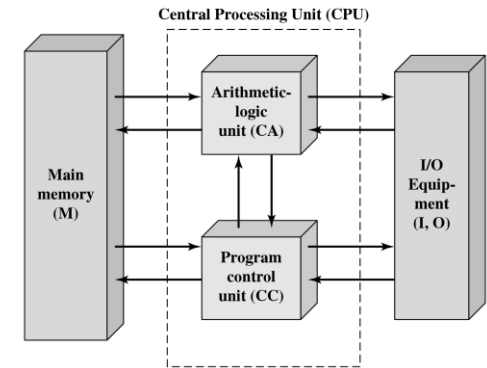 Central Processing Unit (CPU)
Main
memory
(M)
Arithmetic-
logic
unit (CA)
Program
control
unit (CC)
I/O
Equip-
ment
(I, O)